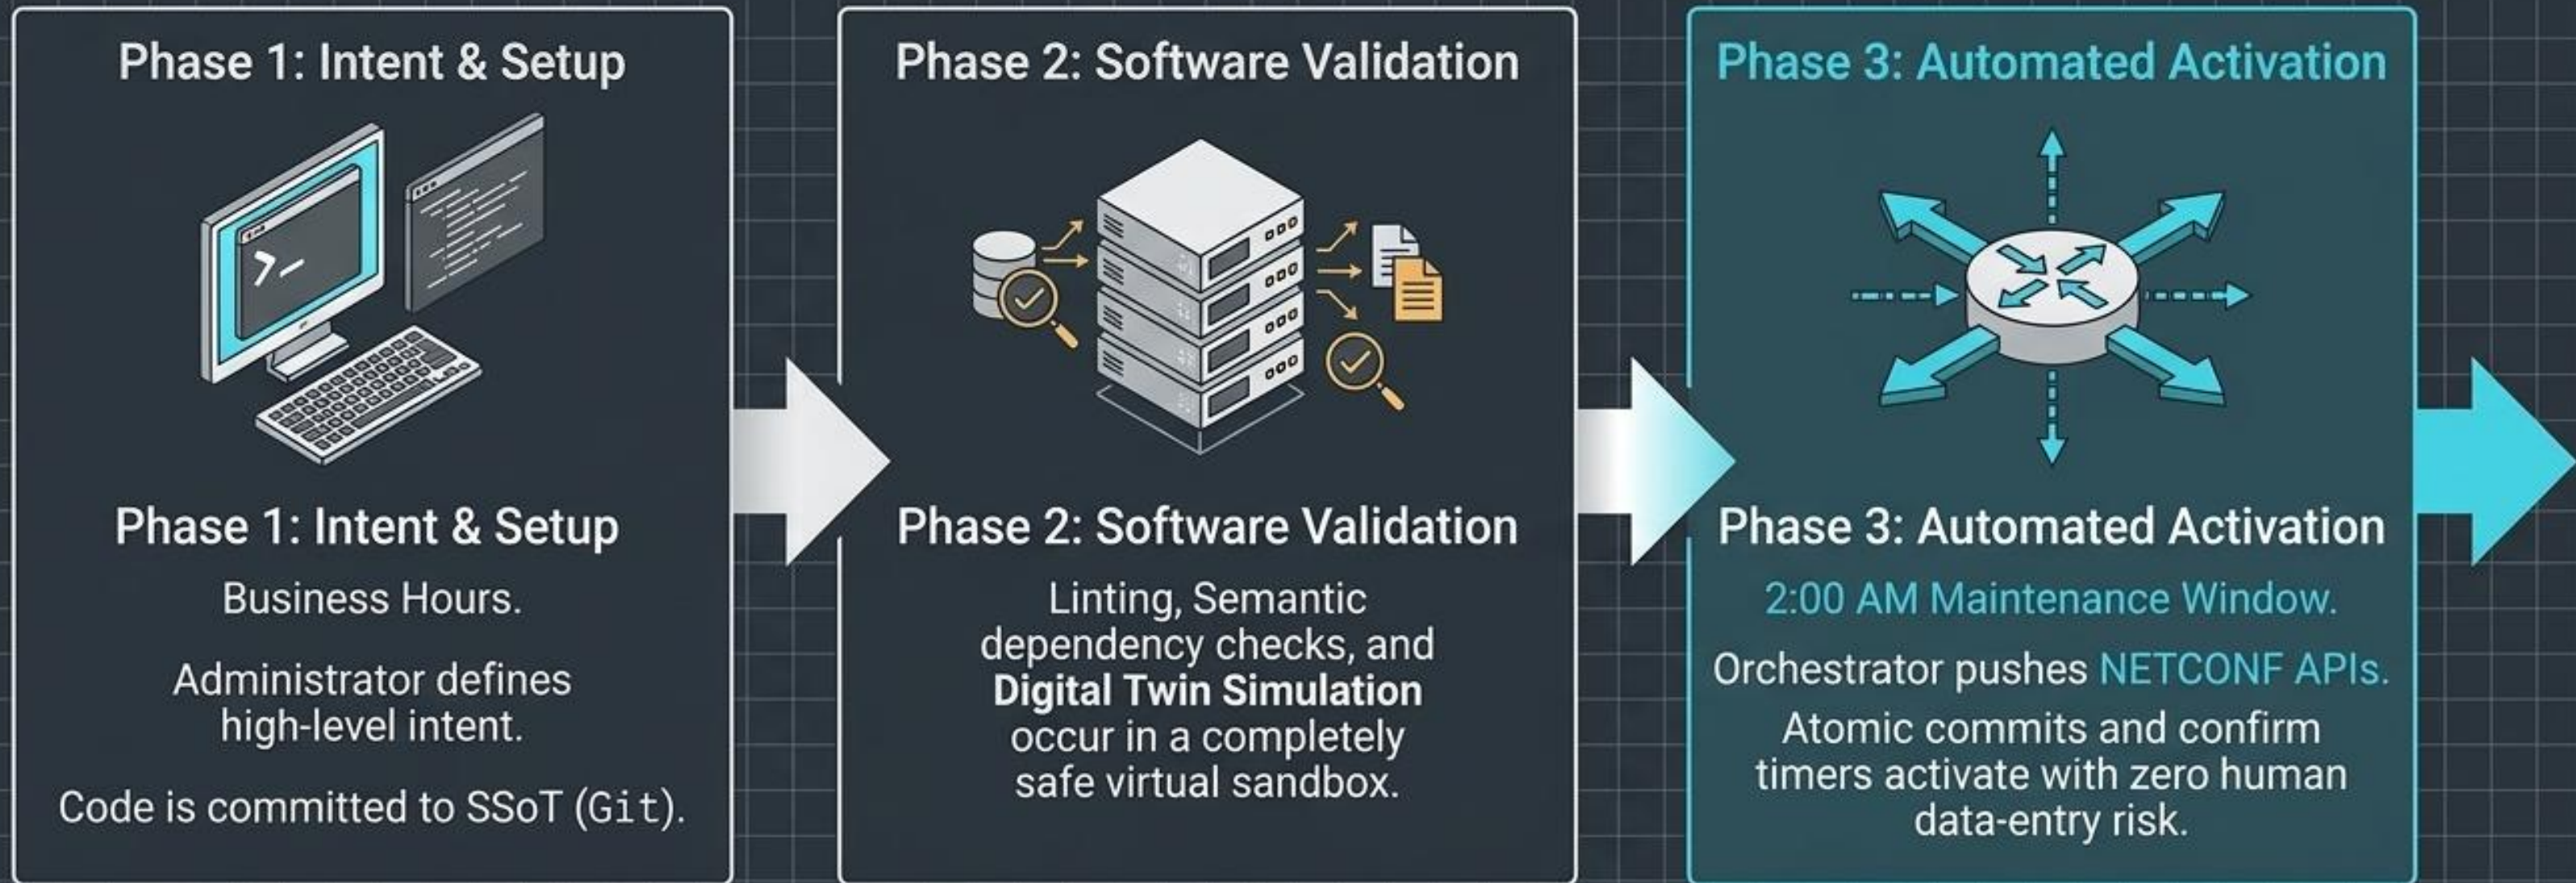 Phase 1: Intent & Setup
>_
Phase 1: Intent & Setup
Business Hours.
Administrator defines
high-level intent.
Code is committed to SSoT (Git).
Phase 2: Software Validation
Phase 2: Software Validation
Linting, Semantic
dependency checks, and
Digital Twin Simulation
occur in a completely
safe virtual sandbox.
Phase 3: Automated Activation
Phase 3: Automated Activation
2:00 AM Maintenance Window.
Orchestrator pushes NETCONF APIs.
Atomic commits and confirm
timers activate with zero human
data-entry risk.